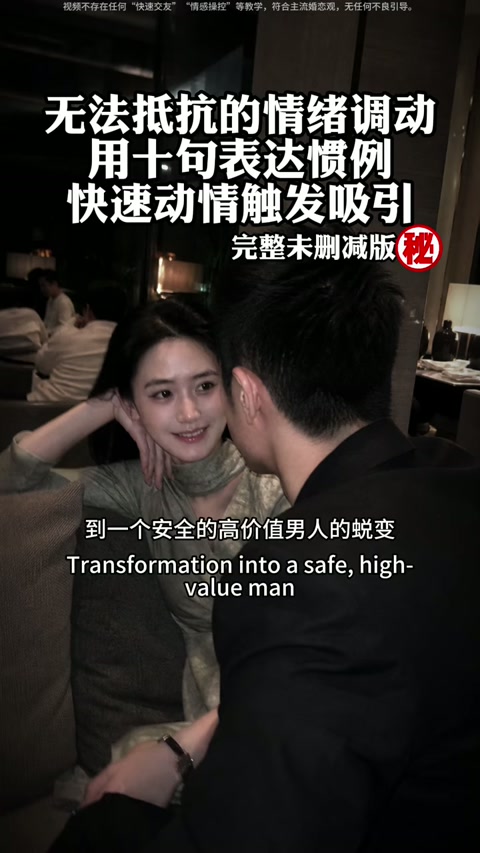 视频不存在任何“快速交友”“情感操控”等教学，符合主流婚恋观，无任何不良引导。
无法抵抗的情绪调动
用十句表达惯例
快速动情触发吸引
完整未删减版 秘
到一个安全的高价值男人的蜕变
Transformation into a safe, high-
value man